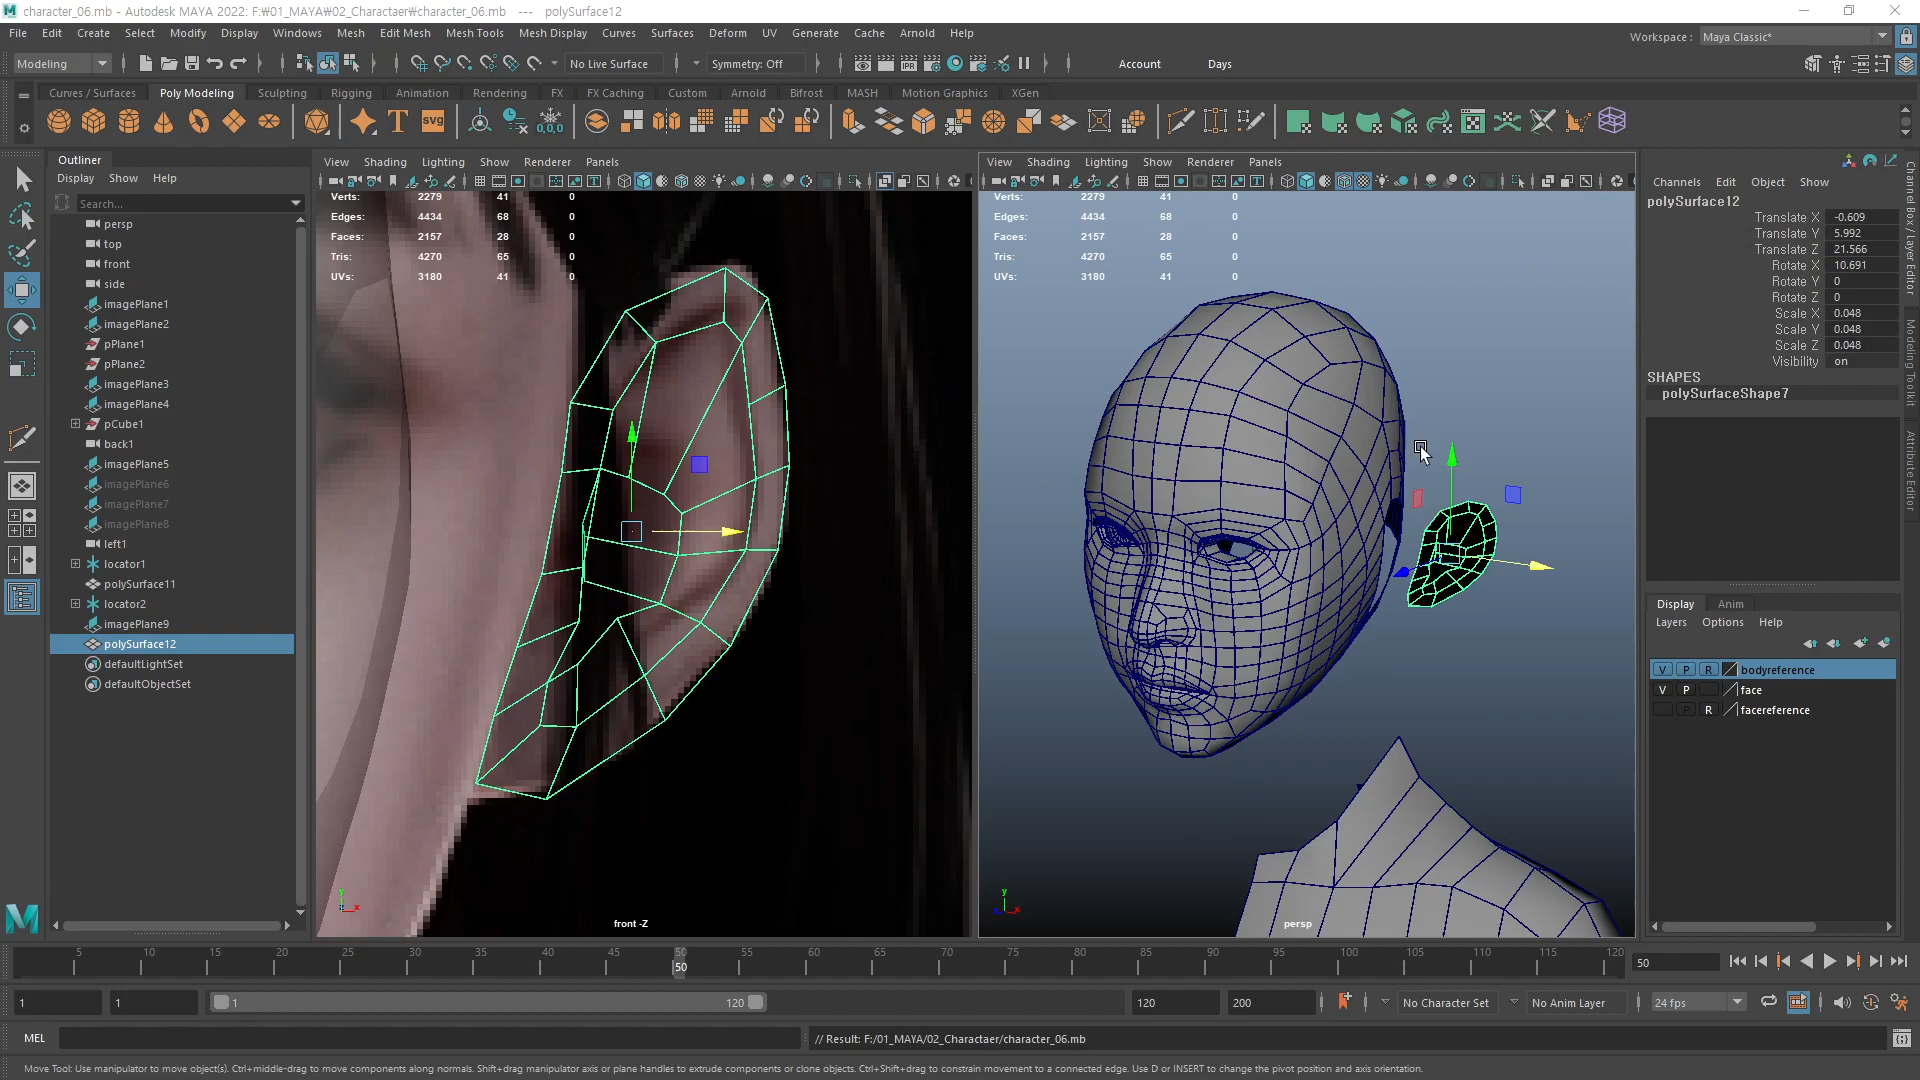 character_06.mb - Autodesk MAYA 2022: F:₩01_MAYA₩02_Charactaer₩character_06.mb --- polySurface12
File Edit Create Select Modify Display Windows Mesh Edit Mesh Mesh Tools Mesh Display Curves Surfaces Deform UV Generate Cache Arnold Help
Workspace : Maya Classic*
Modeling No Live Surface Symmetry: Off Account Days
Curves / Surfaces Poly Modeling Sculpting Rigging Animation Rendering FX FX Caching Custom Arnold Bifrost MASH Motion Graphics XGen
SVG
0,0,0
Outliner
Display Show Help
Search...
persp
top
front
side
imagePlane1
imagePlane2
pPlane1
pPlane2
imagePlane3
imagePlane4
pCube1
back1
imagePlane5
imagePlane6
imagePlane7
imagePlane8
left1
locator1
polySurface11
locator2
imagePlane9
polySurface12
defaultLightSet
defaultObjectSet
View Shading Lighting Show Renderer Panels
Verts: 2279 41 0
Edges: 4434 68 0
Faces: 2157 28 0
Tris: 4270 65 0
UVs: 3180 41 0
y
x
front -Z
View Shading Lighting Show Renderer Panels
Verts: 2279 41 0
Edges: 4434 68 0
Faces: 2157 28 0
Tris: 4270 65 0
UVs: 3180 41 0
y
x
persp
Channels Edit Object Show
polySurface12
Translate X -0.609
Translate Y 5.992
Translate Z 21.566
Rotate X 10.691
Rotate Y 0
Rotate Z 0
Scale X 0.048
Scale Y 0.048
Scale Z 0.048
Visibility on
SHAPES
polySurfaceShape7
Display Anim
Layers Options Help
V P R bodyreference
V P face
P R facereference
Channel Box / Layer Editor
Modeling Toolkit
Attribute Editor
5 10 15 20 25 30 35 40 45 50 55 60 65 70 75 80 85 90 95 100 105 110 115 120
50
50
1 1 1 120 120 200 No Character Set No Anim Layer 24 fps
MEL
// Result: F:/01_MAYA/02_Charactaer/character_06.mb
Move Tool: Use manipulator to move object(s). Ctrl+middle-drag to move components along normals. Shift+drag manipulator axis or plane handles to extrude components or clone objects. Ctrl+Shift+drag to constrain movement to a connected edge. Use D or INSERT to change the pivot position and axis orientation.